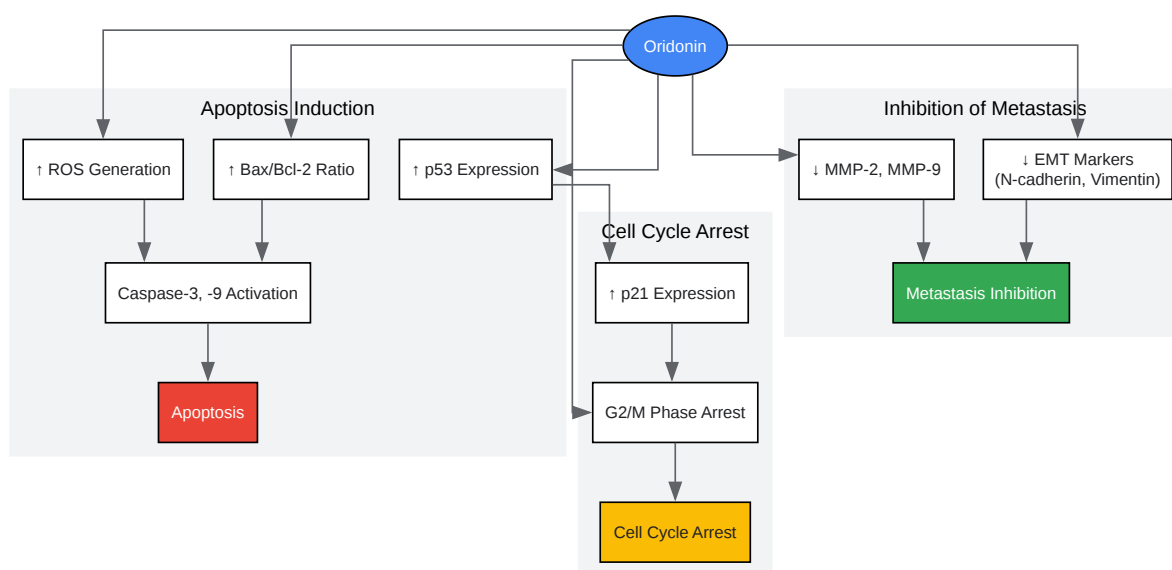 Oridonin
Apoptosis Induction
Inhibition of Metastasis
↑ ROS Generation
↑ Bax/Bcl-2 Ratio
↑ p53 Expression
↓ MMP-2, MMP-9
↓ EMT Markers
(N-cadherin, Vimentin)
Cell Cycle Arrest
Caspase-3, -9 Activation
↑ p21 Expression
Metastasis Inhibition
Apoptosis
G2/M Phase Arrest
Cell Cycle Arrest